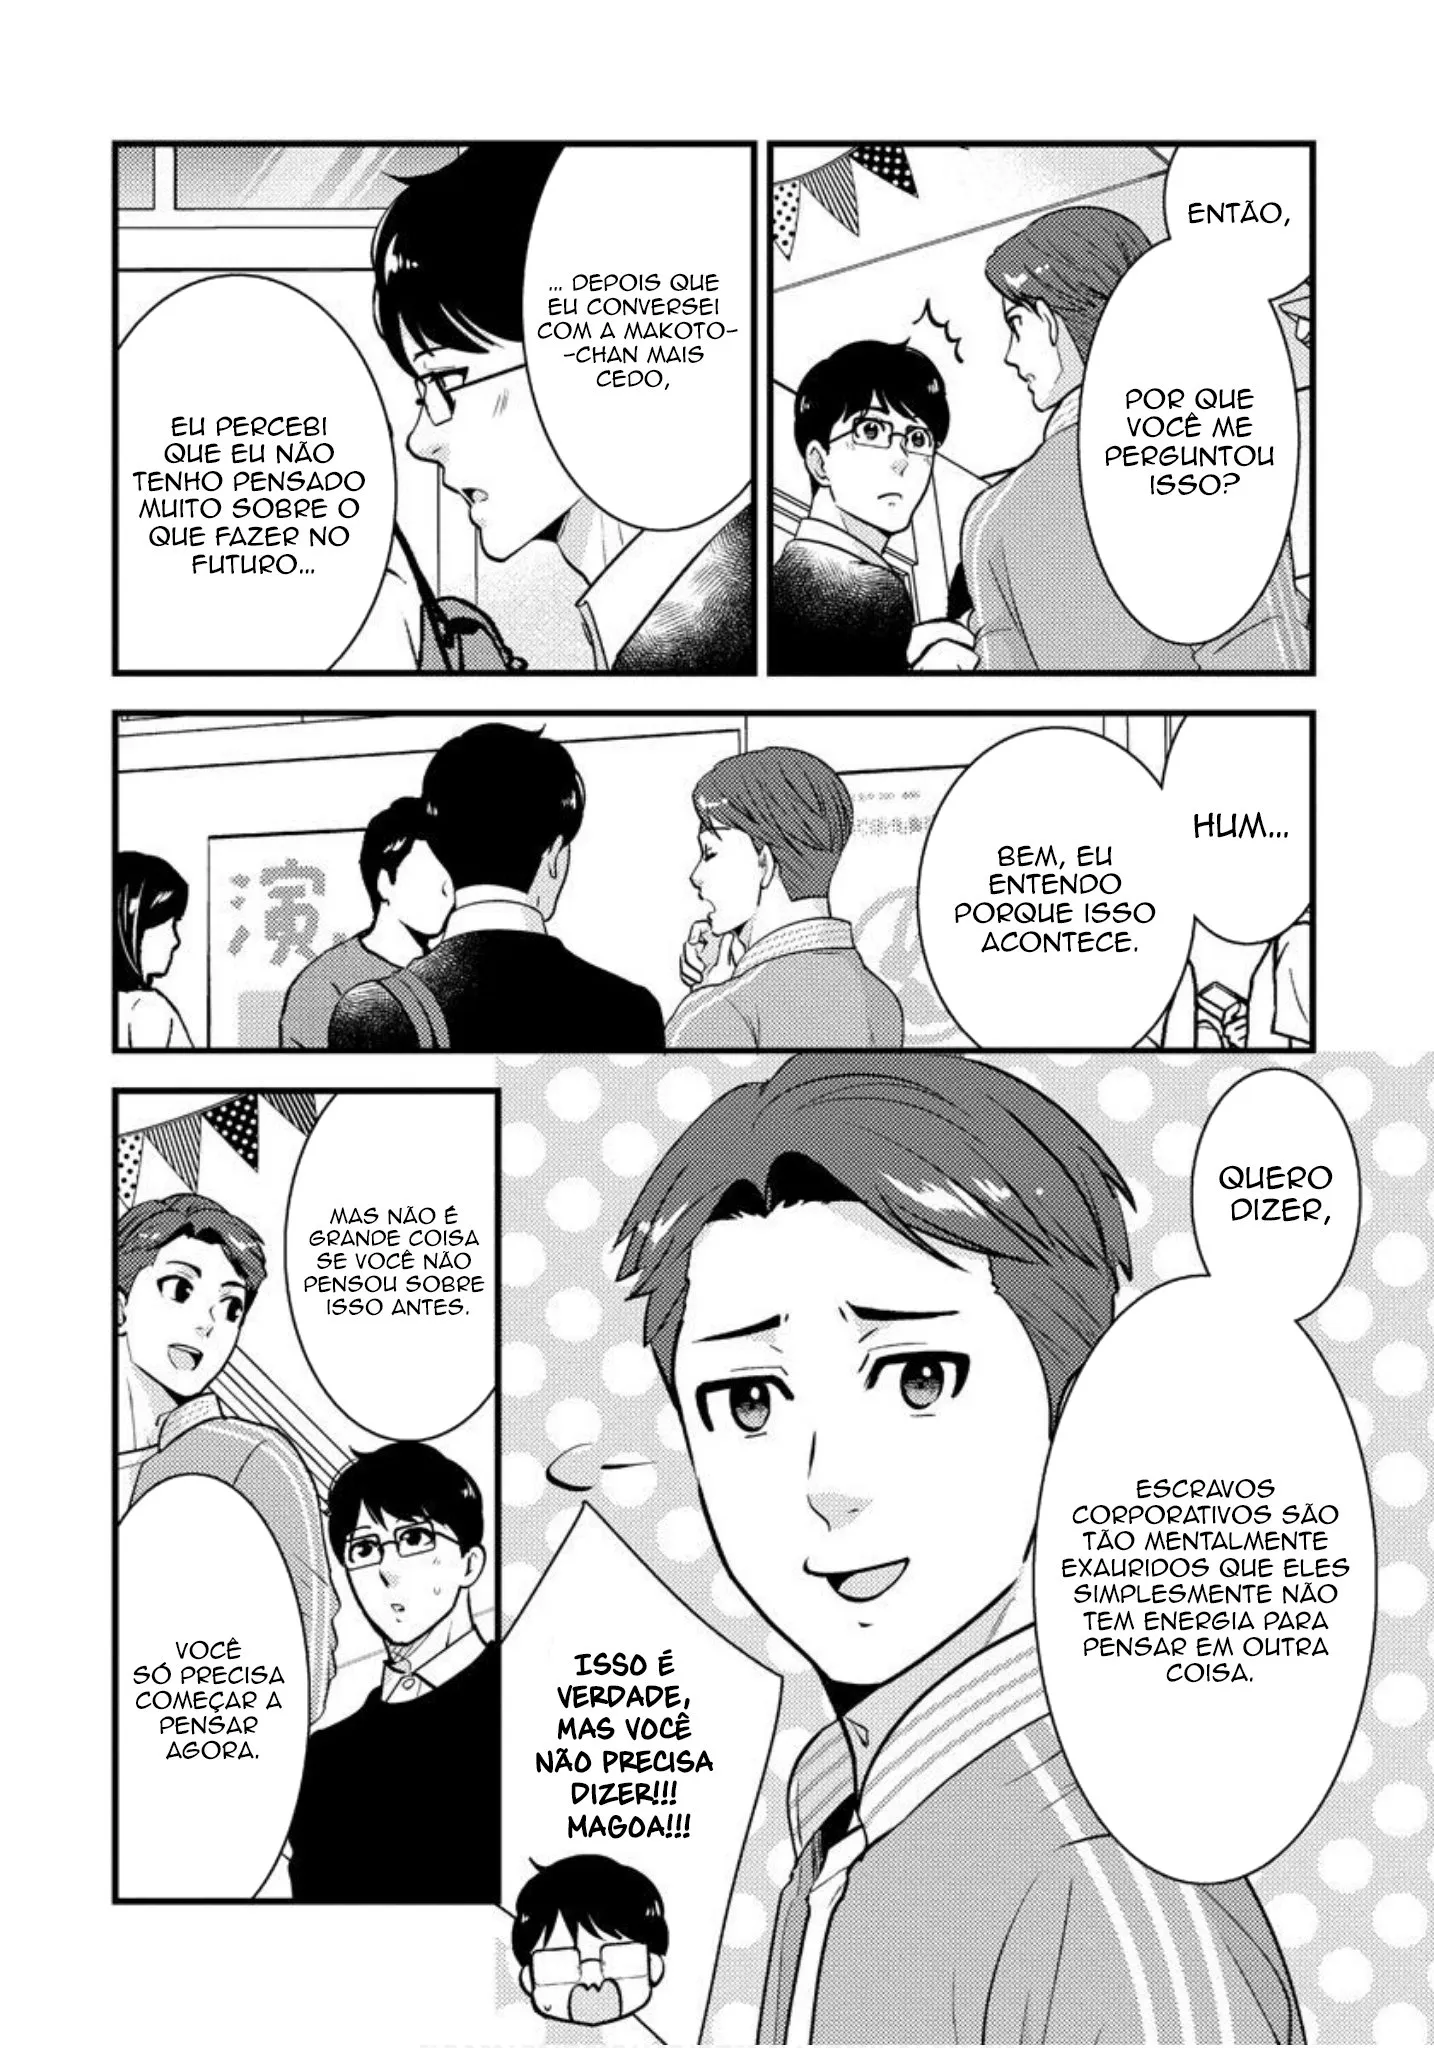 ENTÃO,
POR QUE
VOCÊ ME
PERGUNTOU
ISSO?
... DEPOIS QUE
EU CONVERSEI
COM A MAKOTO-
-CHAN MAIS
CEDO,
EU PERCEBI
QUE EU NÃO
TENHO PENSADO
MUITO SOBRE O
QUE FAZER NO
FUTURO...
HUM...
BEM, EU
ENTENDO
PORQUE ISSO
ACONTECE.
演
QUERO
DIZER,
ESCRAVOS
CORPORATIVOS SÃO
TÃO MENTALMENTE
EXAURIDOS QUE ELES
SIMPLESMENTE NÃO
TEM ENERGIA PARA
PENSAR EM OUTRA
COISA.
ISSO É
VERDADE,
MAS VOCÊ
NÃO PRECISA
DIZER!!!
MAGOA!!!
MAS NÃO É
GRANDE COISA
SE VOCÊ NÃO
PENSOU SOBRE
ISSO ANTES.
VOCÊ
SÓ PRECISA
COMEÇAR A
PENSAR
AGORA.